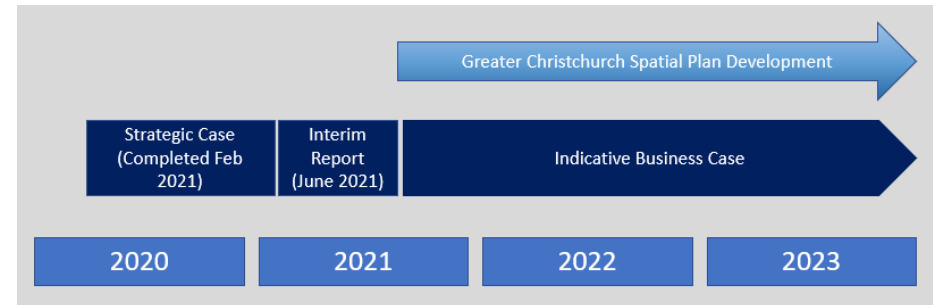 Greater Christchurch Spatial Plan Development
Strategic Case
(Completed Feb
2021)
Interim
Report
(June 2021)
Indicative Business Case
2020
2021
2022
2023